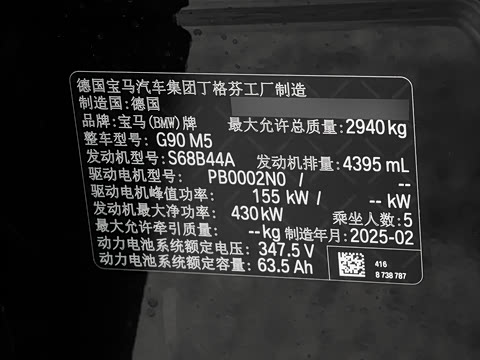 德国宝马汽车集团丁格芬工厂制造
制造国:德国
品牌:宝马(BMW)牌 最大允许总质量:2940kg
整车型号: G90 M5
发动机型号: S68B44A 发动机排量: 4395 mL
驱动电机型号: PB0002N0 / --
驱动电机峰值功率: 155 kW / -- kW
发动机最大净功率: 430 kW 乘坐人数:5
最大允许牵引质量: --kg 制造年月:2025-02
动力电池系统额定电压: 347.5 V
动力电池系统额定容量: 63.5 Ah
416
8 738 787